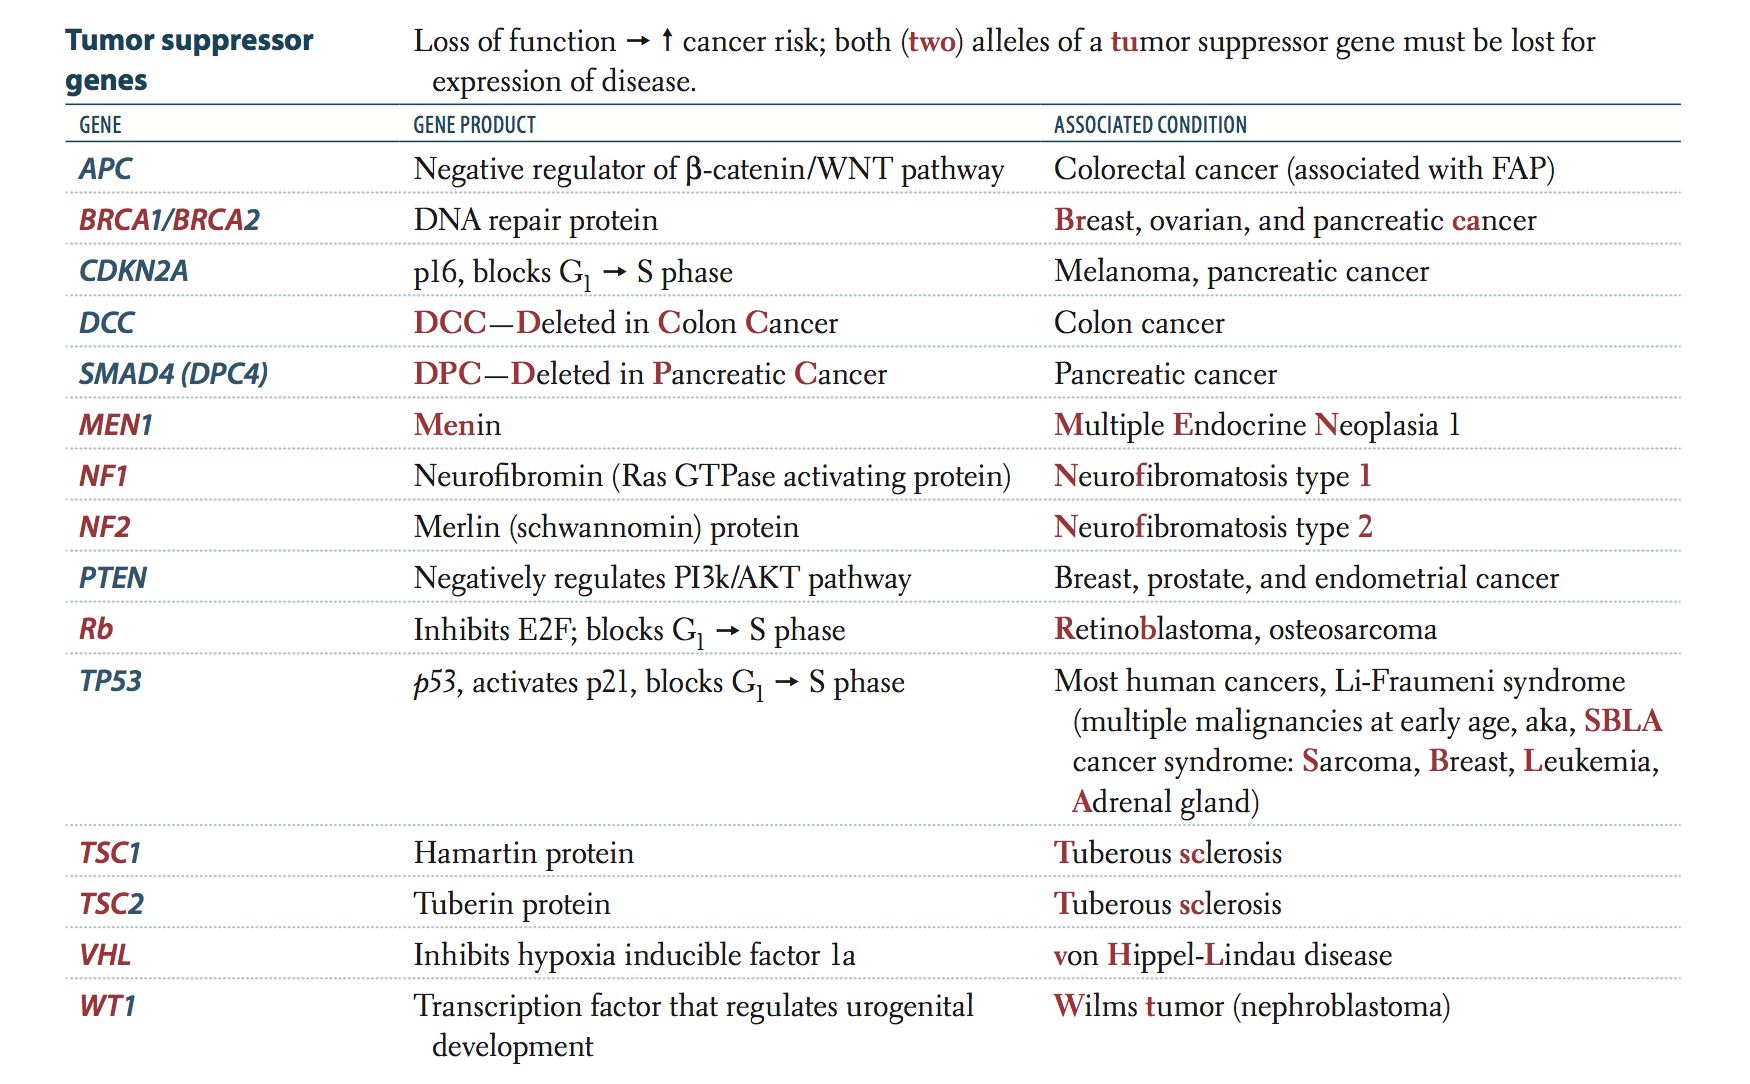 Tumor suppressor genes Loss of function → ↑ cancer risk; both (two) alleles of a tumor suppressor gene must be lost for
expression of disease.
GENE GENE PRODUCT ASSOCIATED CONDITION
APC Negative regulator of β-catenin/WNT pathway Colorectal cancer (associated with FAP)
BRCA1/BRCA2 DNA repair protein Breast, ovarian, and pancreatic cancer
CDKN2A p16, blocks G1 → S phase Melanoma, pancreatic cancer
DCC DCC—Deleted in Colon Cancer Colon cancer
SMAD4 (DPC4) DPC—Deleted in Pancreatic Cancer Pancreatic cancer
MEN1 Menin Multiple Endocrine Neoplasia 1
NF1 Neurofibromin (Ras GTPase activating protein) Neurofibromatosis type 1
NF2 Merlin (schwannomin) protein Neurofibromatosis type 2
PTEN Negatively regulates PI3k/AKT pathway Breast, prostate, and endometrial cancer
Rb Inhibits E2F; blocks G1 → S phase Retinoblastoma, osteosarcoma
TP53 p53, activates p21, blocks G1 → S phase Most human cancers, Li-Fraumeni syndrome
(multiple malignancies at early age, aka, SBLA
cancer syndrome: Sarcoma, Breast, Leukemia,
Adrenal gland)
TSC1 Hamartin protein Tuberous sclerosis
TSC2 Tuberin protein Tuberous sclerosis
VHL Inhibits hypoxia inducible factor 1a von Hippel-Lindau disease
WT1 Transcription factor that regulates urogenital Wilms tumor (nephroblastoma)
development